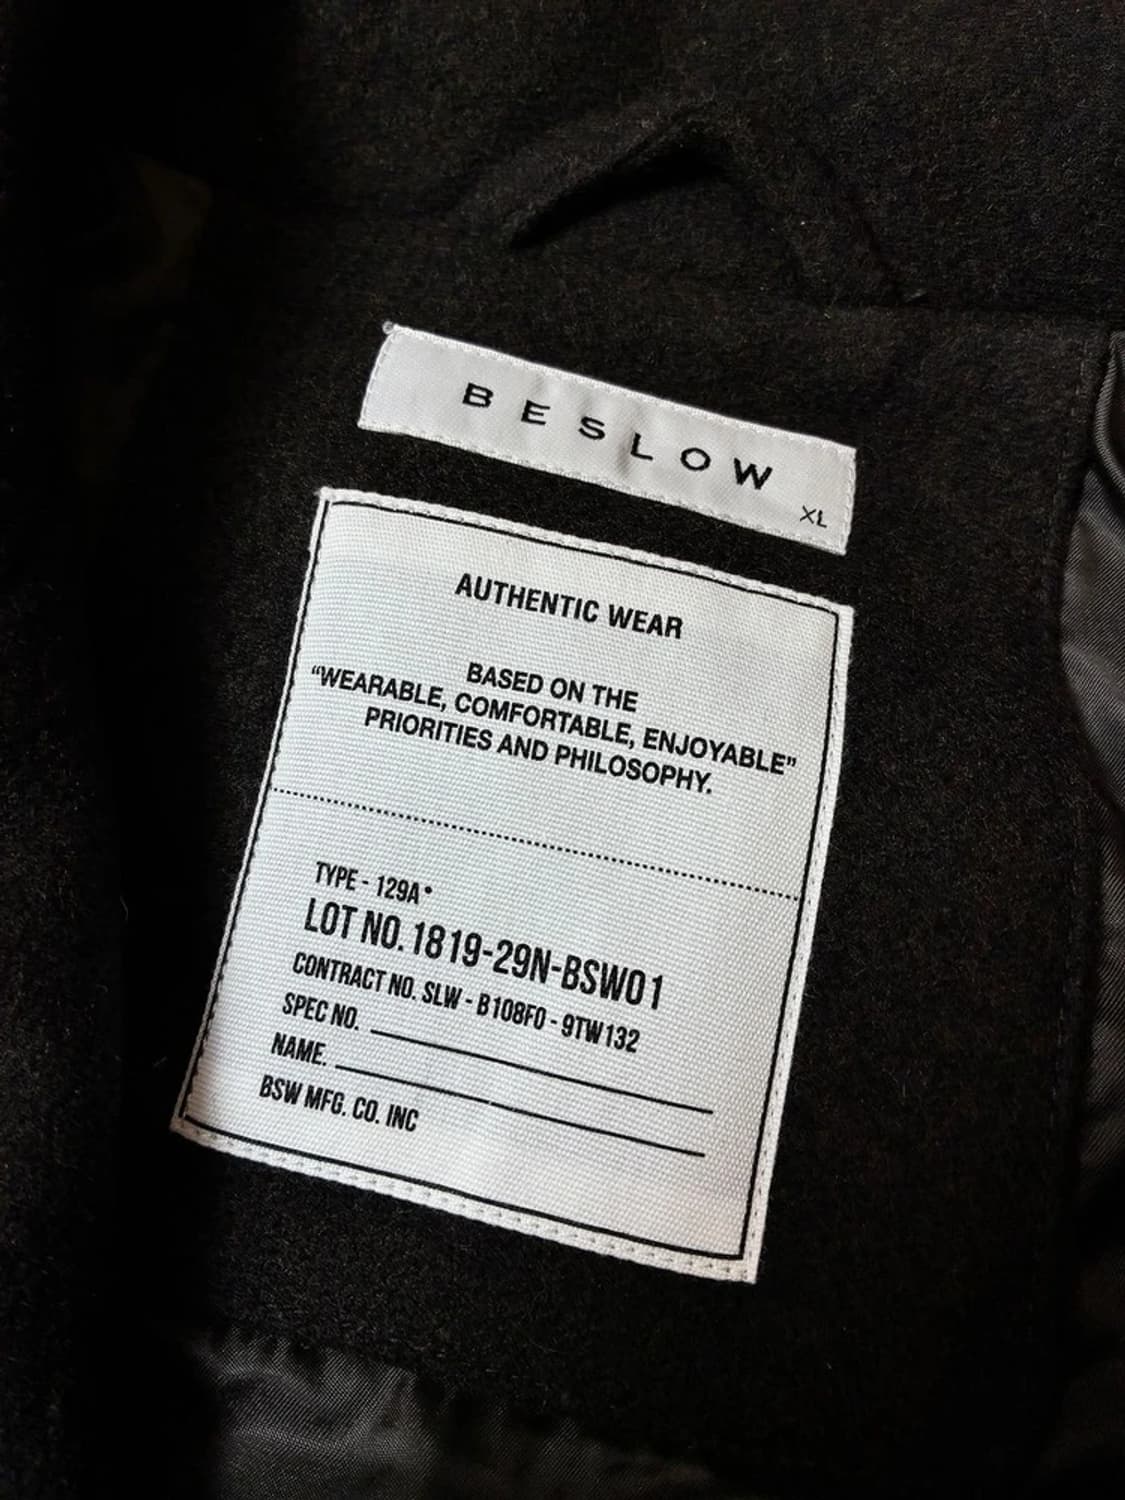 BESLOW
XL
AUTHENTIC WEAR
BASED ON THE
“WEARABLE, COMFORTABLE, ENJOYABLE”
PRIORITIES AND PHILOSOPHY.
TYPE - 129A•
LOT NO. 1819-29N-BSW01
CONTRACT NO. SLW - B108F0 - 9TW132
SPEC NO.
NAME.
BSW MFG. CO. INC